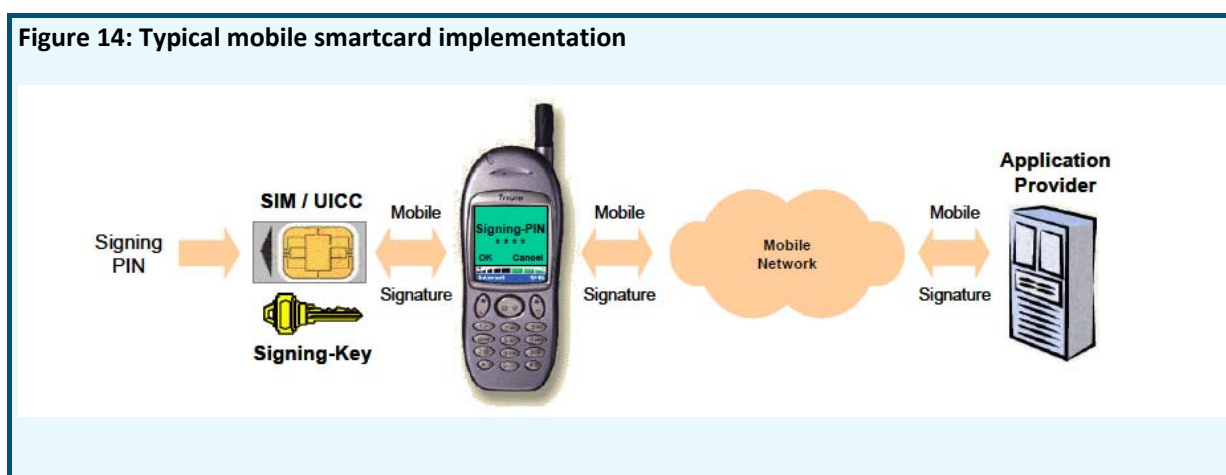 Figure 14: Typical mobile smartcard implementation
Signing
PIN
SIM / UICC
Signing-Key
Mobile
Signature
Signing-PIN
* * * *
OK Cancel
Mobile
Signature
Mobile
Network
Mobile
Signature
Application
Provider